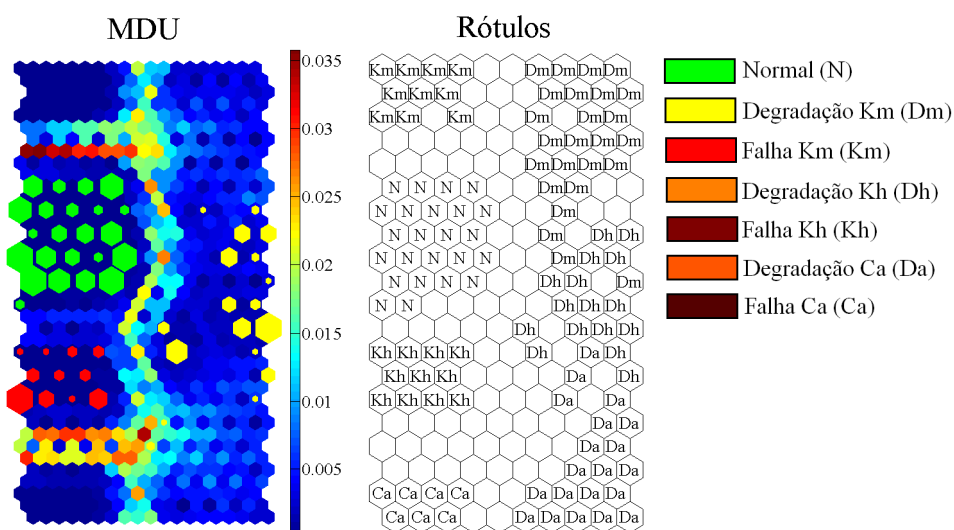 MDU
Rótulos
0.035
0.03
0.025
0.02
0.015
0.01
0.005
Km Km Km Km Dm Dm Dm Dm
Km Km Km Dm Dm Dm Dm
Km Km Km Dm Dm Dm
Dm Dm Dm Dm
Dm Dm Dm Dm
N N N N Dm Dm
N N N N N Dm
N N N N Dm Dh Dh
N N N N N Dm Dh Dh
N N N N Dh Dh Dm
N N Dh Dh Dh
Dh Dh Dh Dh
Kh Kh Kh Kh Dh Da Dh
Kh Kh Kh Da Dh
Kh Kh Kh Kh Da Da
Da Da
Da Da
Da Da Da
Ca Ca Ca Ca Da Da Da Da
Ca Ca Ca Da Da Da Da Da
Normal (N)
Degradação Km (Dm)
Falha Km (Km)
Degradação Kh (Dh)
Falha Kh (Kh)
Degradação Ca (Da)
Falha Ca (Ca)